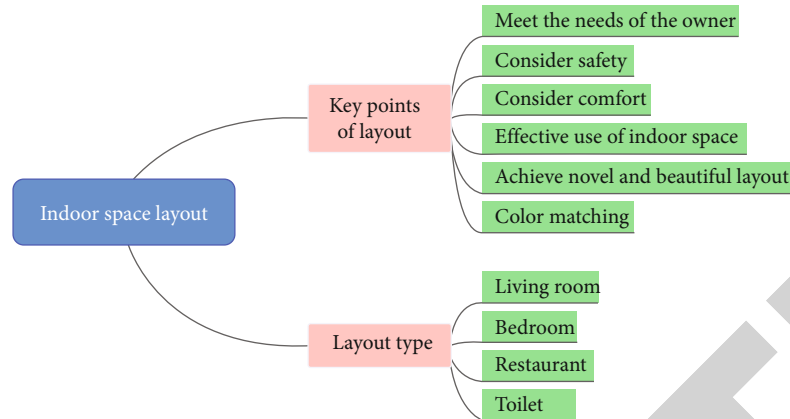 Indoor space layout
Key points
of layout
Meet the needs of the owner
Consider safety
Consider comfort
Effective use of indoor space
Achieve novel and beautiful layout
Color matching
Layout type
Living room
Bedroom
Restaurant
Toilet